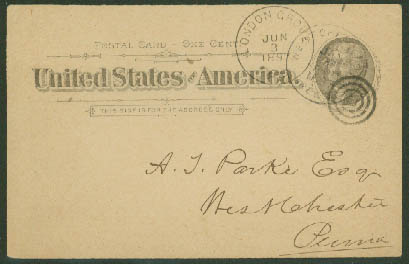 POSTAL CARD - ONE CENT
United States of America.
THIS SIDE IS FOR THE ADDRESS ONLY
LONDON GROVE
JUN
3
189
A. T. Parke Esq
West Chester
Penna